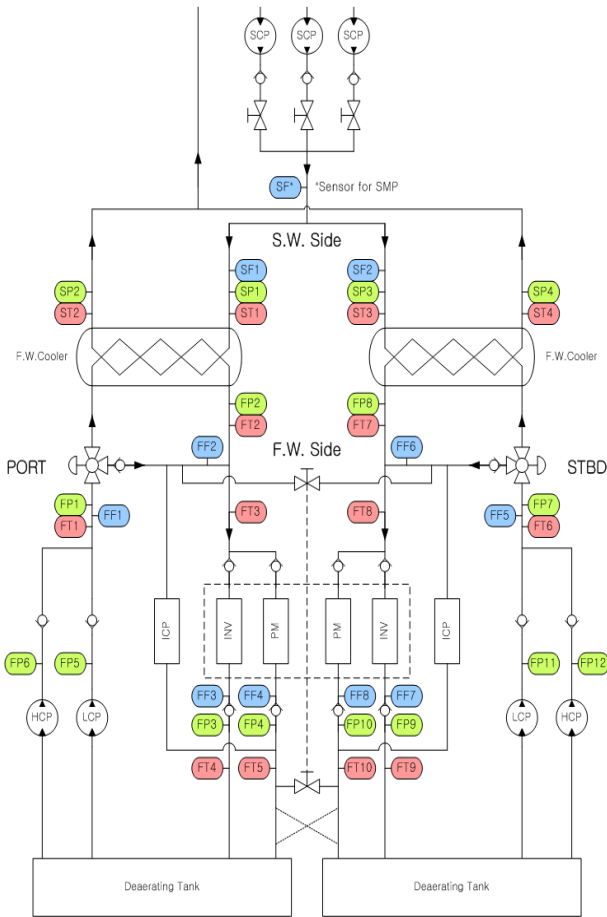 SCP SCP SCP
SF* *Sensor for SMP
S.W. Side
SF1 SF2
SP2 SP1 SP3 SP4
ST2 ST1 ST3 ST4
F.W.Cooler F.W.Cooler
FP2 FP8
FT2 FT7
FF2 FF6
F.W. Side
PORT STBD
FP1 FP7
FF1 FF5
FT1 FT3 FT8 FT6
ICP INV PM PM INV ICP
FP6 FP5 FP11 FP12
FF3 FF4 FF8 FF7
HCP LCP FP3 FP4 FP10 FP9 LCP HCP
FT4 FT5 FT10 FT9
Deaerating Tank Deaerating Tank